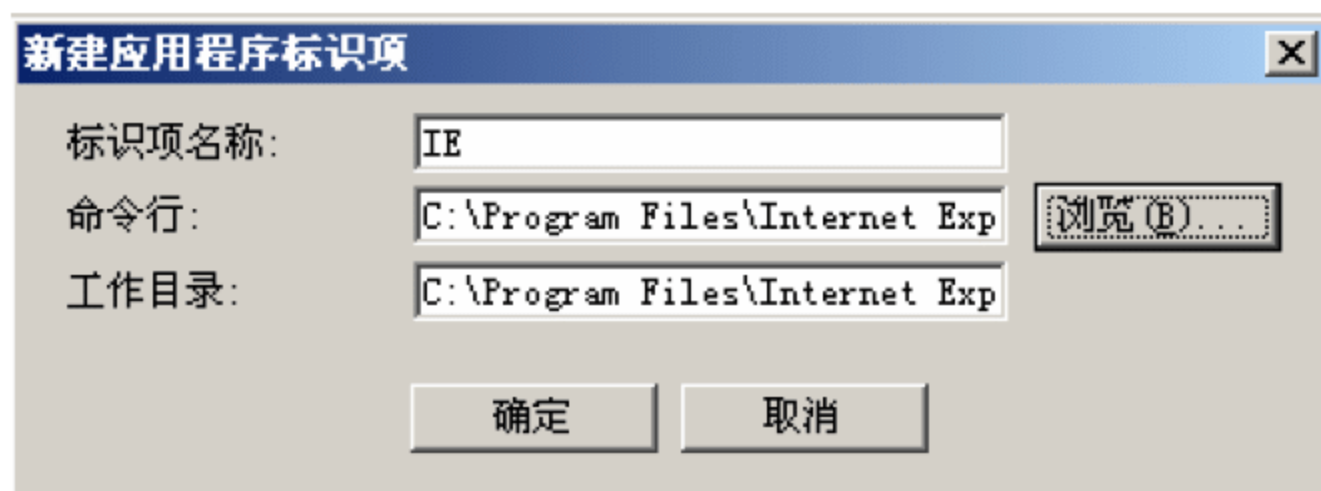 新建应用程序标识项
标识项名称: IE
命令行: C:\Program Files\Internet Exp 浏览(B)...
工作目录: C:\Program Files\Internet Exp
确定 取消